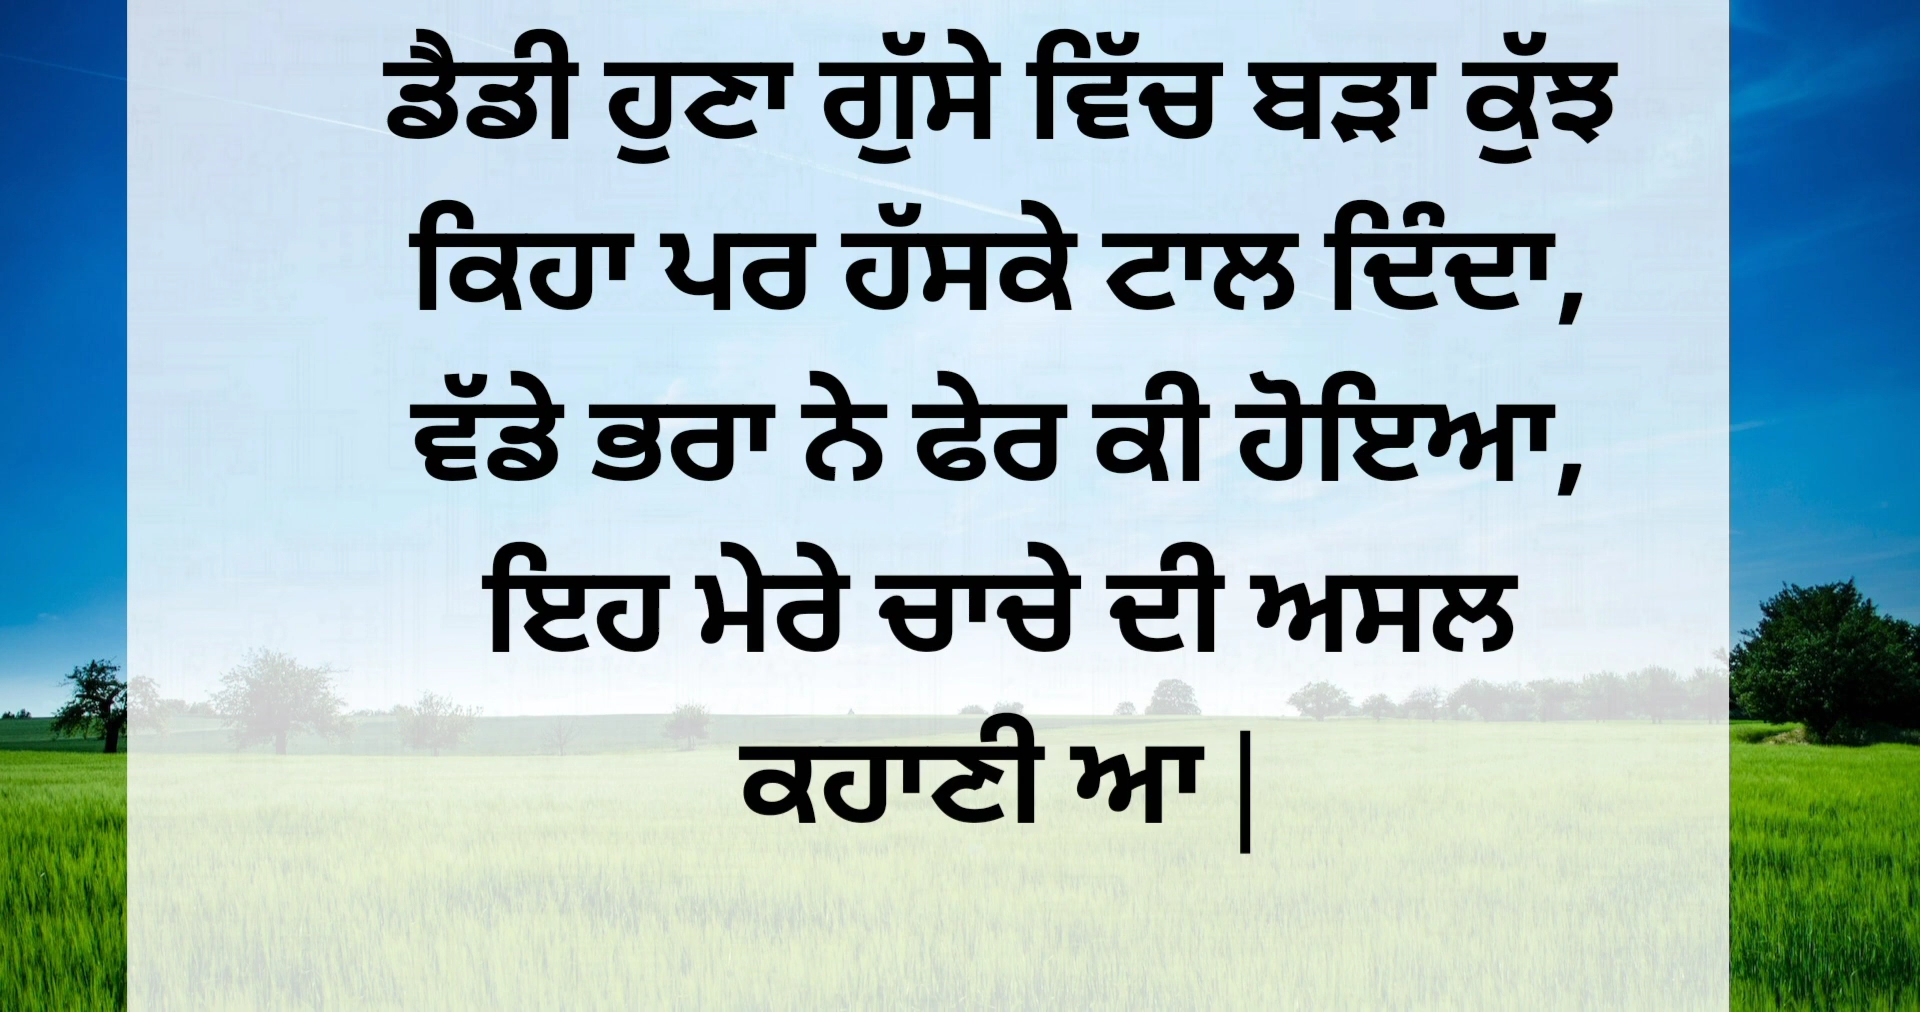 ਡੈਡੀ ਹੁਣਾ ਗੁੱਸੇ ਵਿੱਚ ਬੜਾ ਕੁੱਝ
ਕਿਹਾ ਪਰ ਹੱਸਕੇ ਟਾਲ ਦਿੰਦਾ,
ਵੱਡੇ ਭਰਾ ਨੇ ਫੇਰ ਕੀ ਹੋਇਆ,
ਇਹ ਮੇਰੇ ਚਾਚੇ ਦੀ ਅਸਲ
ਕਹਾਣੀ ਆ |